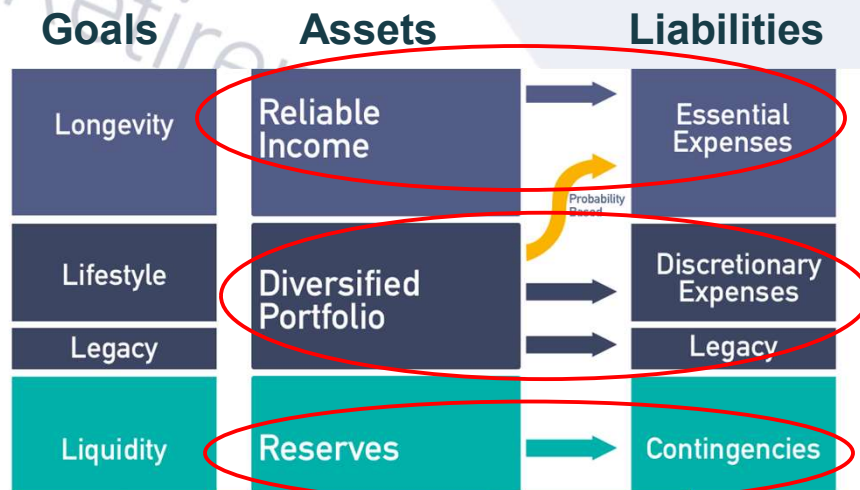 Goals
Assets
Liabilities
Longevity
Reliable
Income
Essential
Expenses
Probability
Based
Lifestyle
Diversified
Portfolio
Discretionary
Expenses
Legacy
Legacy
Liquidity
Reserves
Contingencies